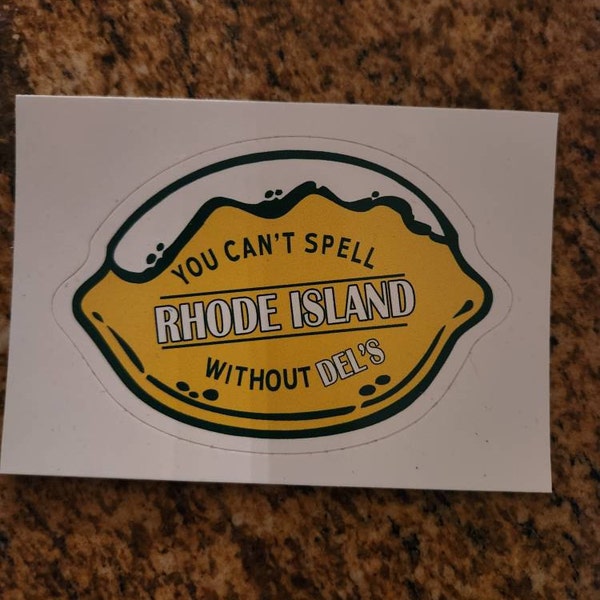 YOU CAN'T SPELL
RHODE ISLAND
WITHOUT DEL'S